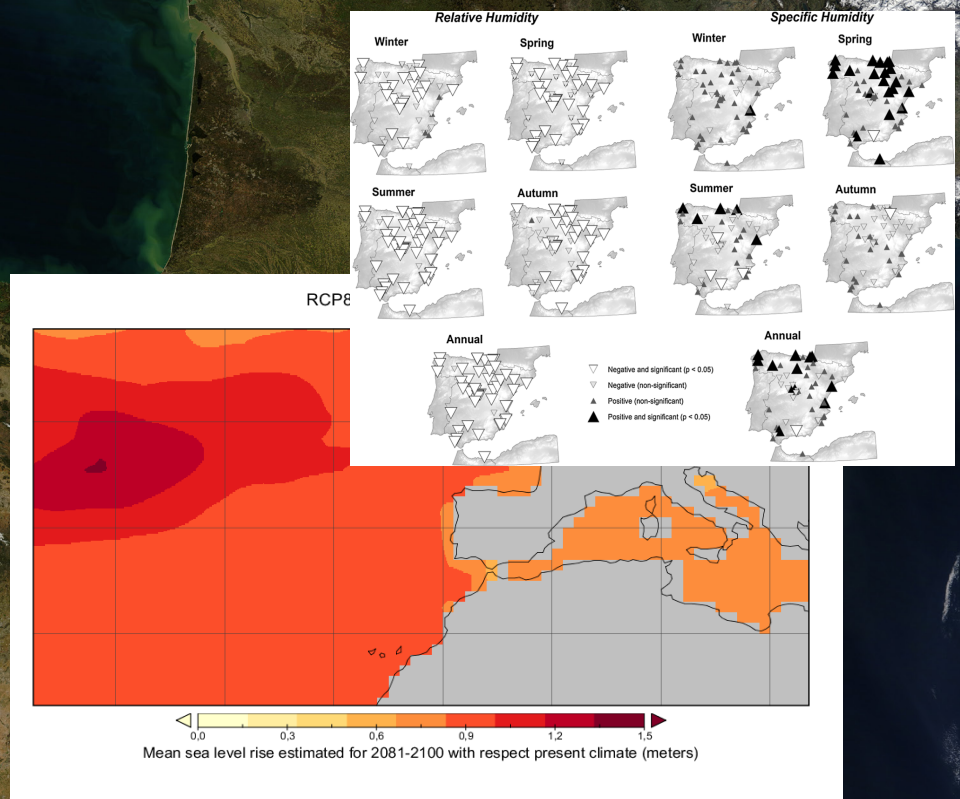 Relative Humidity
Specific Humidity
Winter
Spring
Winter
Spring
Summer
Autumn
Summer
Autumn
Annual
Annual
Negative and significant (p < 0.05)
Negative (non-significant)
Positive (non-significant)
Positive and significant (p < 0.05)
RCP8
0,0 0,3 0,6 0,9 1,2 1,5
Mean sea level rise estimated for 2081-2100 with respect present climate (meters)